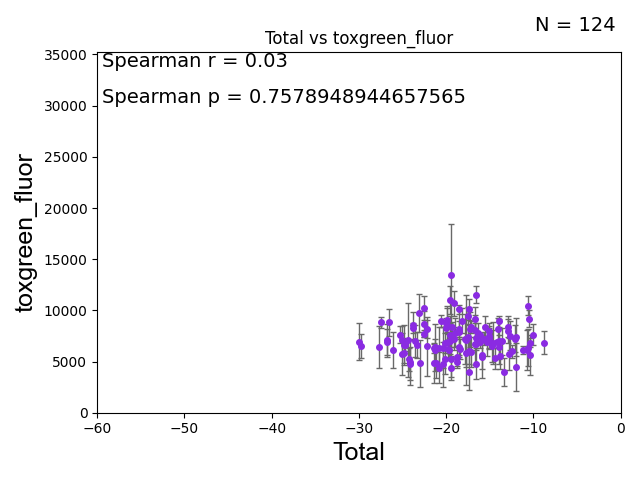 N = 124
Total vs toxgreen_fluor
Spearman r = 0.03
Spearman p = 0.7578948944657565
35000
30000
25000
20000
15000
10000
5000
0
toxgreen_fluor
−60
−50
−40
−30
−20
−10
0
Total